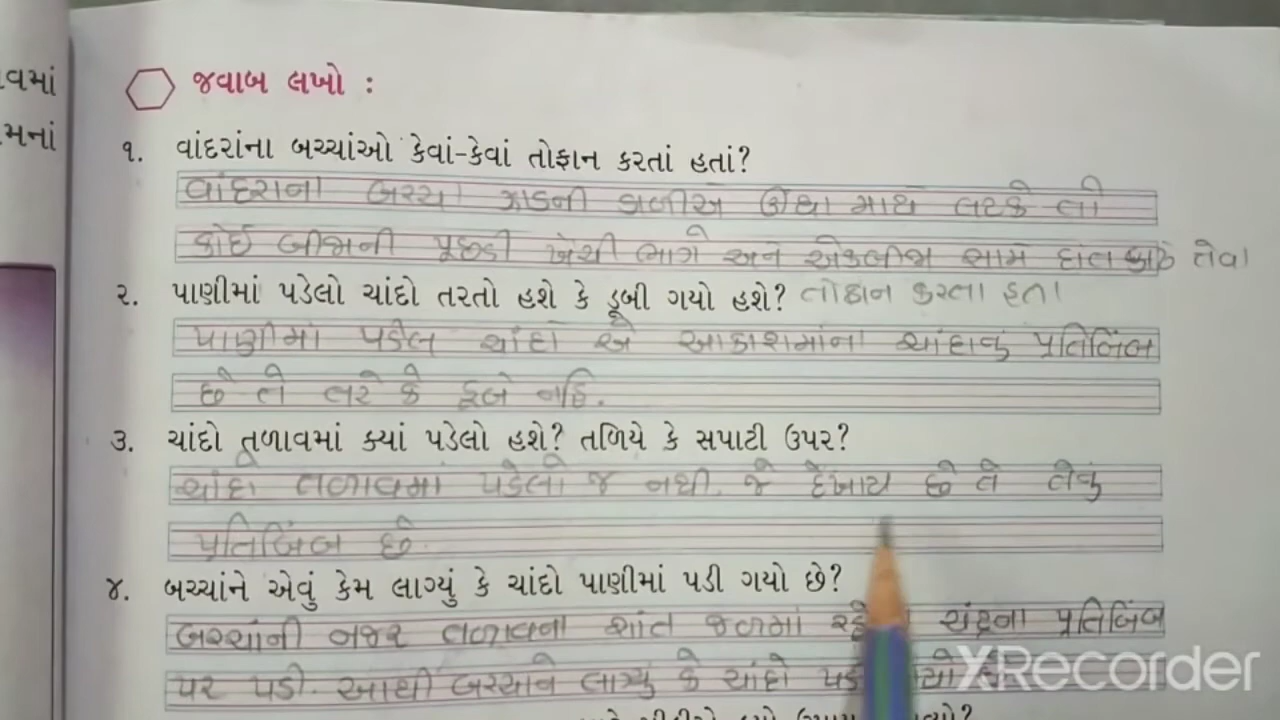 વમાં
મનાં
જવાબ લખો :
૧. વાંદરાંના બચ્ચાંઓ કેવાં-કેવાં તોફાન કરતાં હતાં?
વાંદરાના બચ્ચા ઝાડની ડાળીએ ઊંધા માથે લટકે તો
કોઈ બીજાની પૂછડી ખેંચી ભાગે અને એકબીજા સામે દાંત કાઢે તેવા
૨. પાણીમાં પડેલો ચાંદો તરતો હશે કે ડૂબી ગયો હશે? તોફાન કરતા હતા
પાણીમાં પડેલ ચાંદો એ આકાશમાંના ચાંદાનું પ્રતિબિંબ
છે તે તરે કે ડૂબે નહિ.
૩. ચાંદો તળાવમાં ક્યાં પડેલો હશે? તળિયે કે સપાટી ઉપર?
ચાંદો તળાવમાં પડેલો જ નથી. જે દેખાય છે તે તેનું
પ્રતિબિંબ છે.
૪. બચ્ચાંને એવું કેમ લાગ્યું કે ચાંદો પાણીમાં પડી ગયો છે?
બચ્ચાંની નજર તળાવના શાંત જળમાં ચંદ્રના પ્રતિબિંબ
પર પડી. આથી બચ્ચાંને લાગ્યું કે ચાંદો
XRecorder